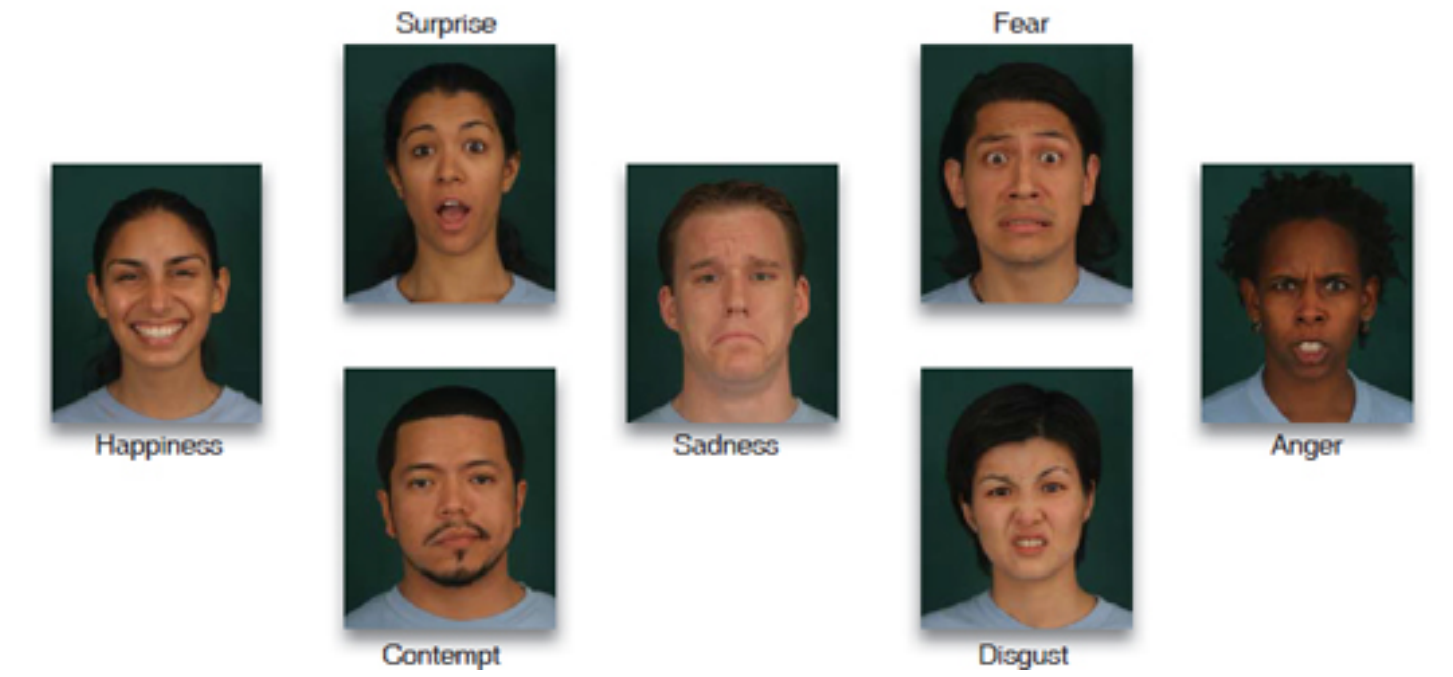 Surprise
Fear
Happiness
Sadness
Anger
Contempt
Disgust